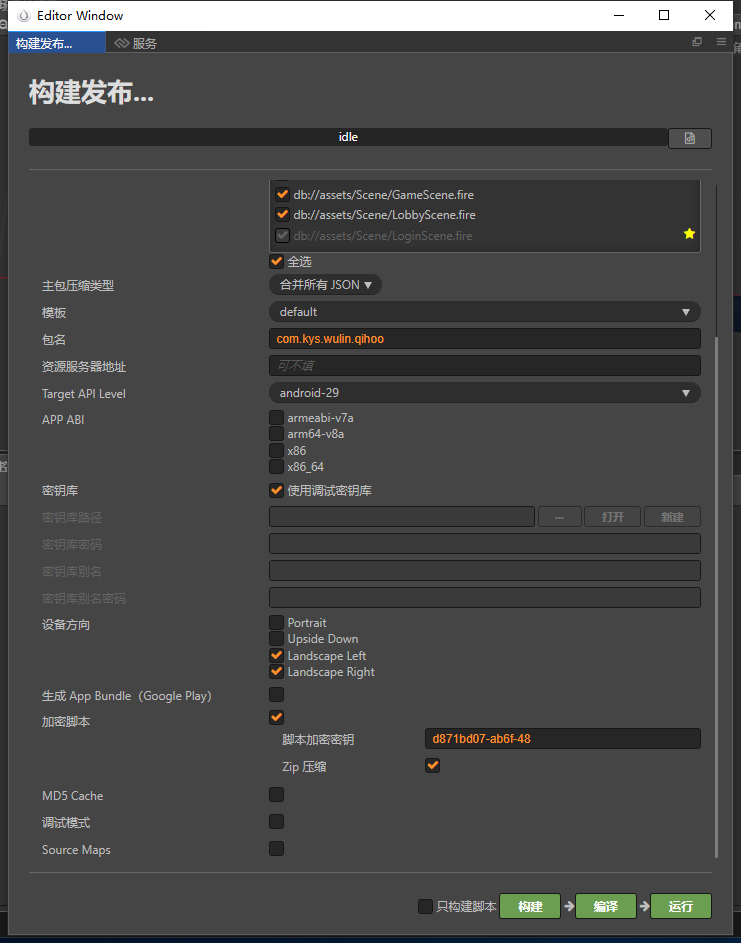 Editor Window
构建发布... 服务
构建发布...
idle
db://assets/Scene/GameScene.fire
db://assets/Scene/LobbyScene.fire
db://assets/Scene/LoginScene.fire
全选
主包压缩类型 合并所有 JSON
模板 default
包名 com.kys.wulin.qihoo
资源服务器地址 可不填
Target API Level android-29
APP ABI armeabi-v7a
arm64-v8a
x86
x86_64
密钥库 使用调试密钥库
密钥库路径 ... 打开 新建
密钥库密码
密钥库别名
密钥库别名密码
设备方向 Portrait
Upside Down
Landscape Left
Landscape Right
生成 App Bundle（Google Play）
加密脚本
脚本加密密钥 d871bd07-ab6f-48
Zip 压缩
MD5 Cache
调试模式
Source Maps
只构建脚本 构建 编译 运行